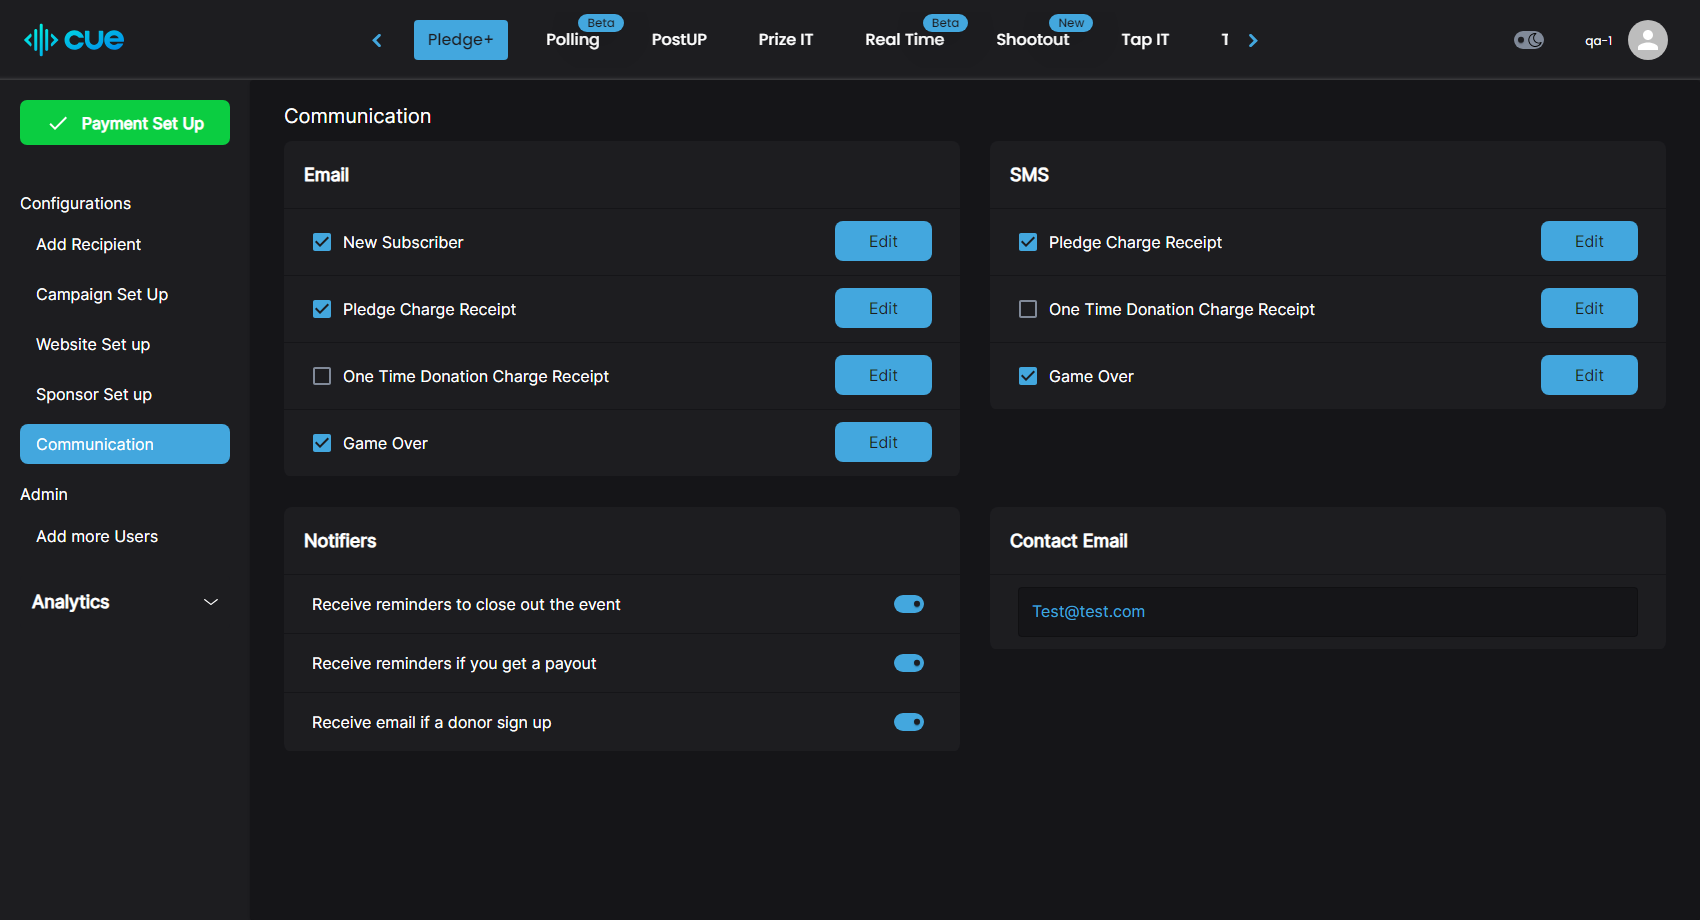 cue
Pledge+
Polling
Beta
PostUP
Prize IT
Real Time
Beta
Shootout
New
Tap IT
T
qa-1
Payment Set Up
Configurations
Add Recipient
Campaign Set Up
Website Set up
Sponsor Set up
Communication
Admin
Add more Users
Analytics
Communication
Email
New Subscriber Edit
Pledge Charge Receipt Edit
One Time Donation Charge Receipt Edit
Game Over Edit
SMS
Pledge Charge Receipt Edit
One Time Donation Charge Receipt Edit
Game Over Edit
Notifiers
Receive reminders to close out the event
Receive reminders if you get a payout
Receive email if a donor sign up
Contact Email
Test@test.com